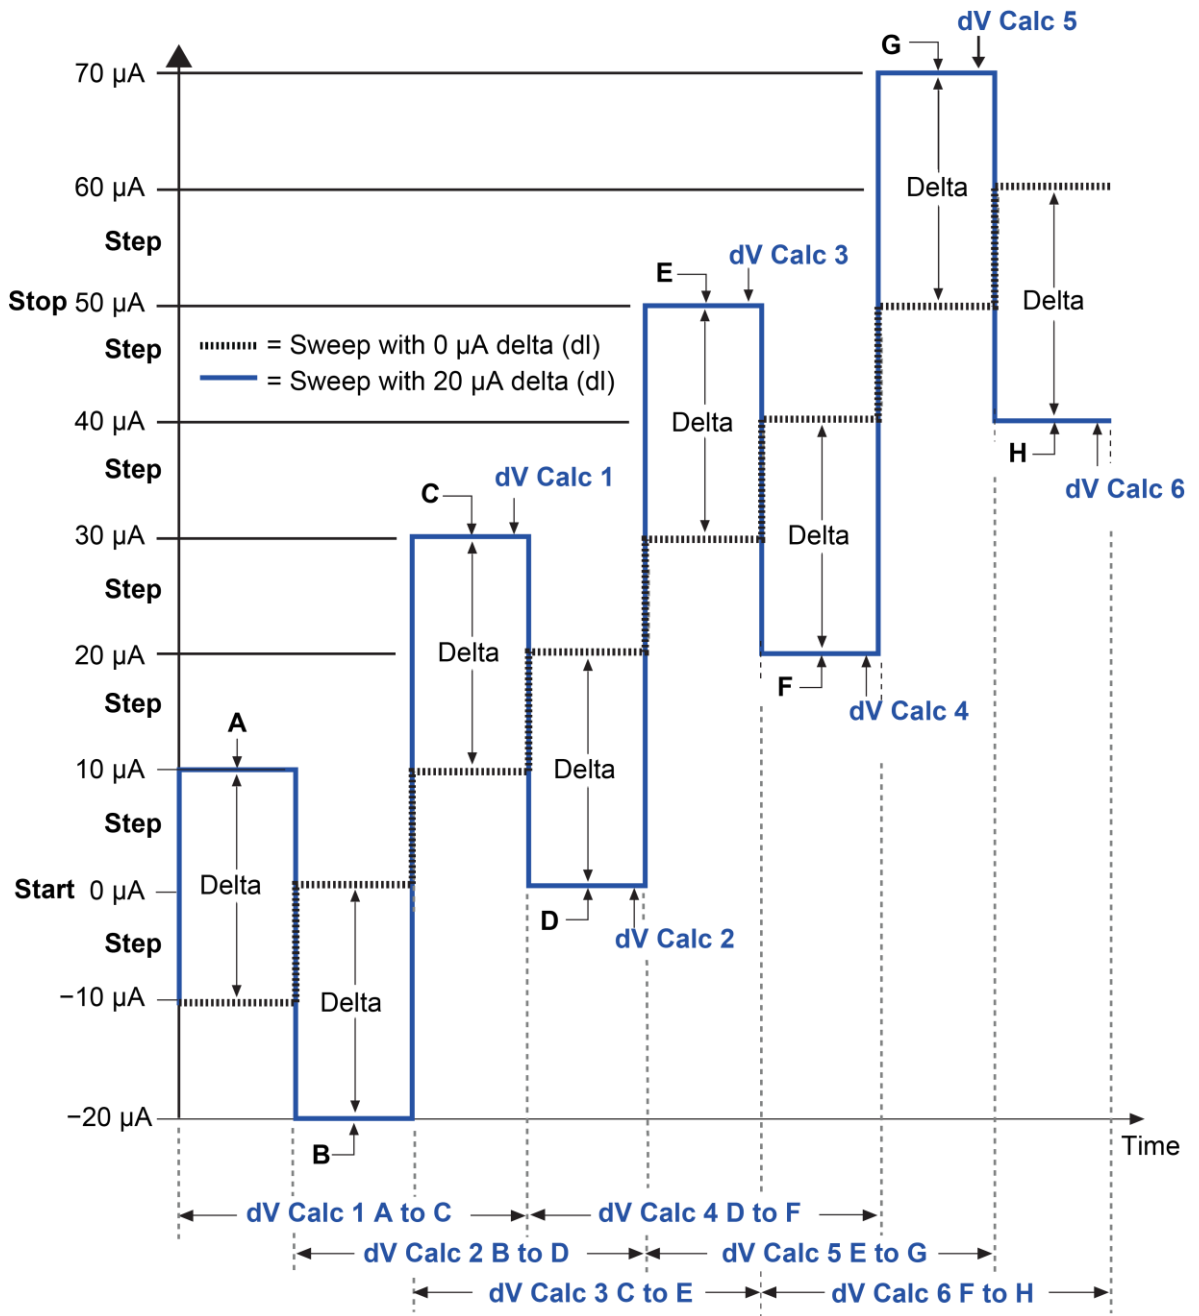 dV Calc 5
G
70 µA
Delta
60 µA
Step
dV Calc 3
E
Stop 50 µA
Delta
Step
= Sweep with 0 µA delta (dI)
= Sweep with 20 µA delta (dI)
40 µA
Delta
H
Step
dV Calc 1
C
dV Calc 6
30 µA
Delta
Step
20 µA
Delta
F
Step
dV Calc 4
A
10 µA
Delta
Step
Start 0 µA
Delta
D
dV Calc 2
Step
−10 µA
Delta
−20 µA
B
Time
dV Calc 1 A to C
dV Calc 4 D to F
dV Calc 2 B to D
dV Calc 5 E to G
dV Calc 3 C to E
dV Calc 6 F to H